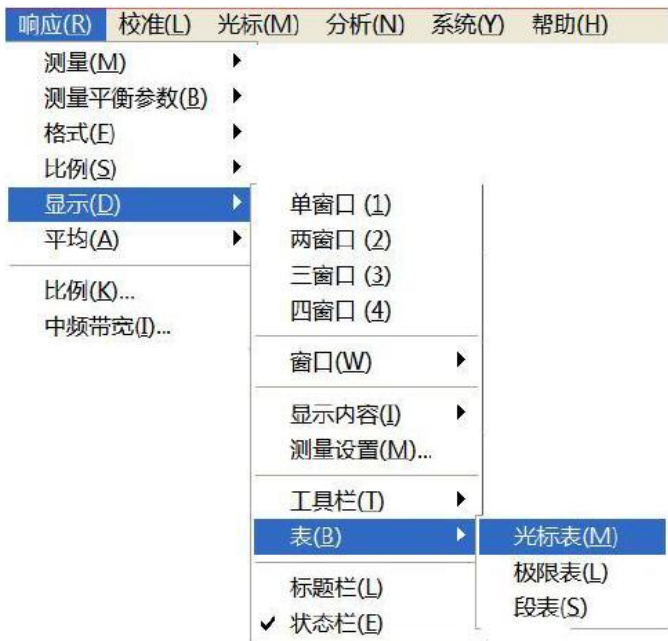 响应(R) 校准(L) 光标(M) 分析(N) 系统(Y) 帮助(H)
测量(M)
测量平衡参数(B)
格式(F)
比例(S)
显示(D)
平均(A)
比例(K)...
中频带宽(I)...
单窗口 (1)
两窗口 (2)
三窗口 (3)
四窗口 (4)
窗口(W)
显示内容(I)
测量设置(M)...
工具栏(T)
表(B)
标题栏(L)
状态栏(E)
光标表(M)
极限表(L)
段表(S)